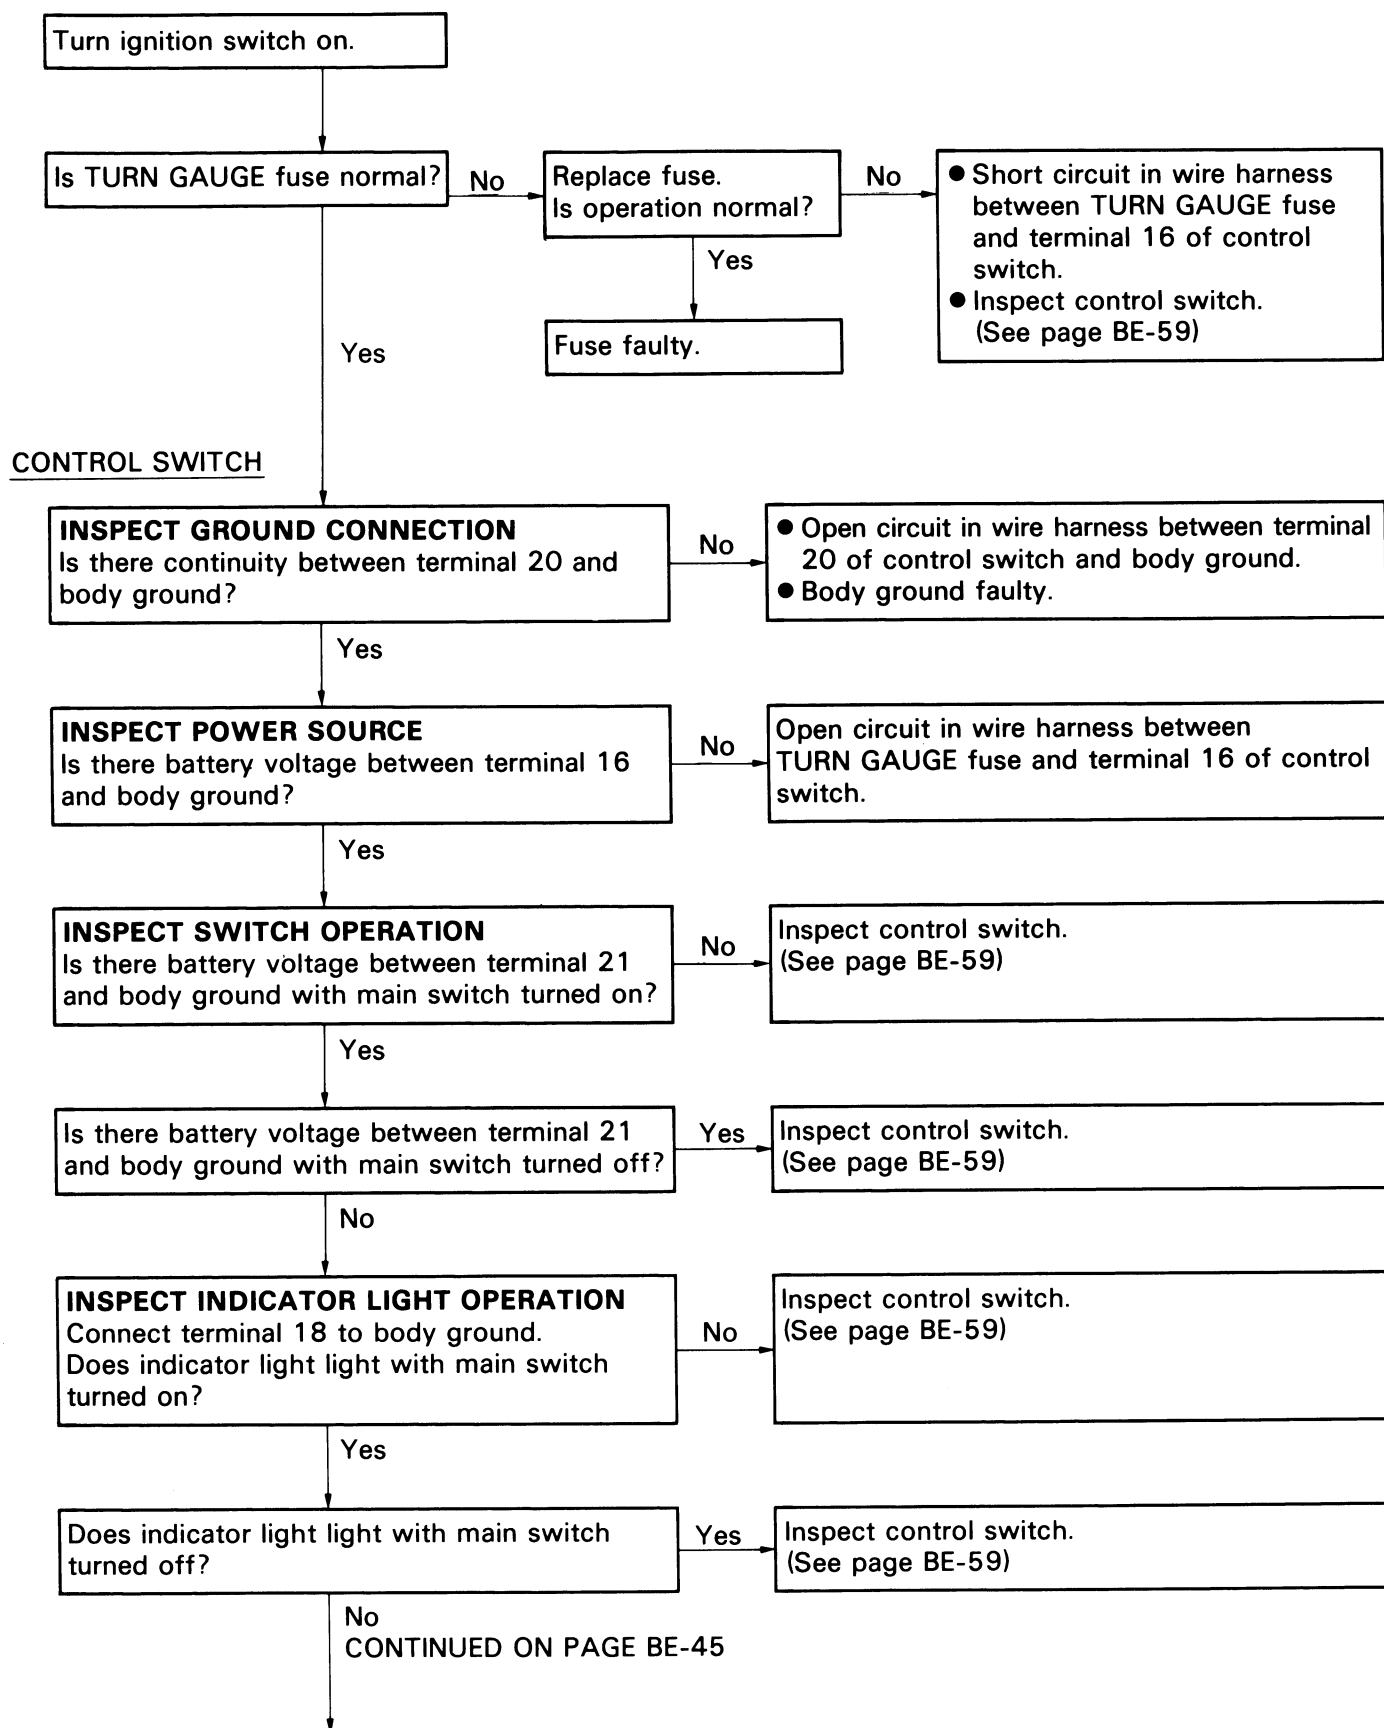 Turn ignition switch on.
Is TURN GAUGE fuse normal?
No
Replace fuse.
Is operation normal?
No
● Short circuit in wire harness
between TURN GAUGE fuse
and terminal 16 of control
switch.
● Inspect control switch.
(See page BE-59)
Yes
Fuse faulty.
Yes
CONTROL SWITCH
INSPECT GROUND CONNECTION
Is there continuity between terminal 20 and
body ground?
No
● Open circuit in wire harness between terminal
20 of control switch and body ground.
● Body ground faulty.
Yes
INSPECT POWER SOURCE
Is there battery voltage between terminal 16
and body ground?
No
Open circuit in wire harness between
TURN GAUGE fuse and terminal 16 of control
switch.
Yes
INSPECT SWITCH OPERATION
Is there battery voltage between terminal 21
and body ground with main switch turned on?
No
Inspect control switch.
(See page BE-59)
Yes
Is there battery voltage between terminal 21
and body ground with main switch turned off?
Yes
Inspect control switch.
(See page BE-59)
No
INSPECT INDICATOR LIGHT OPERATION
Connect terminal 18 to body ground.
Does indicator light light with main switch
turned on?
No
Inspect control switch.
(See page BE-59)
Yes
Does indicator light light with main switch
turned off?
Yes
Inspect control switch.
(See page BE-59)
No
CONTINUED ON PAGE BE-45